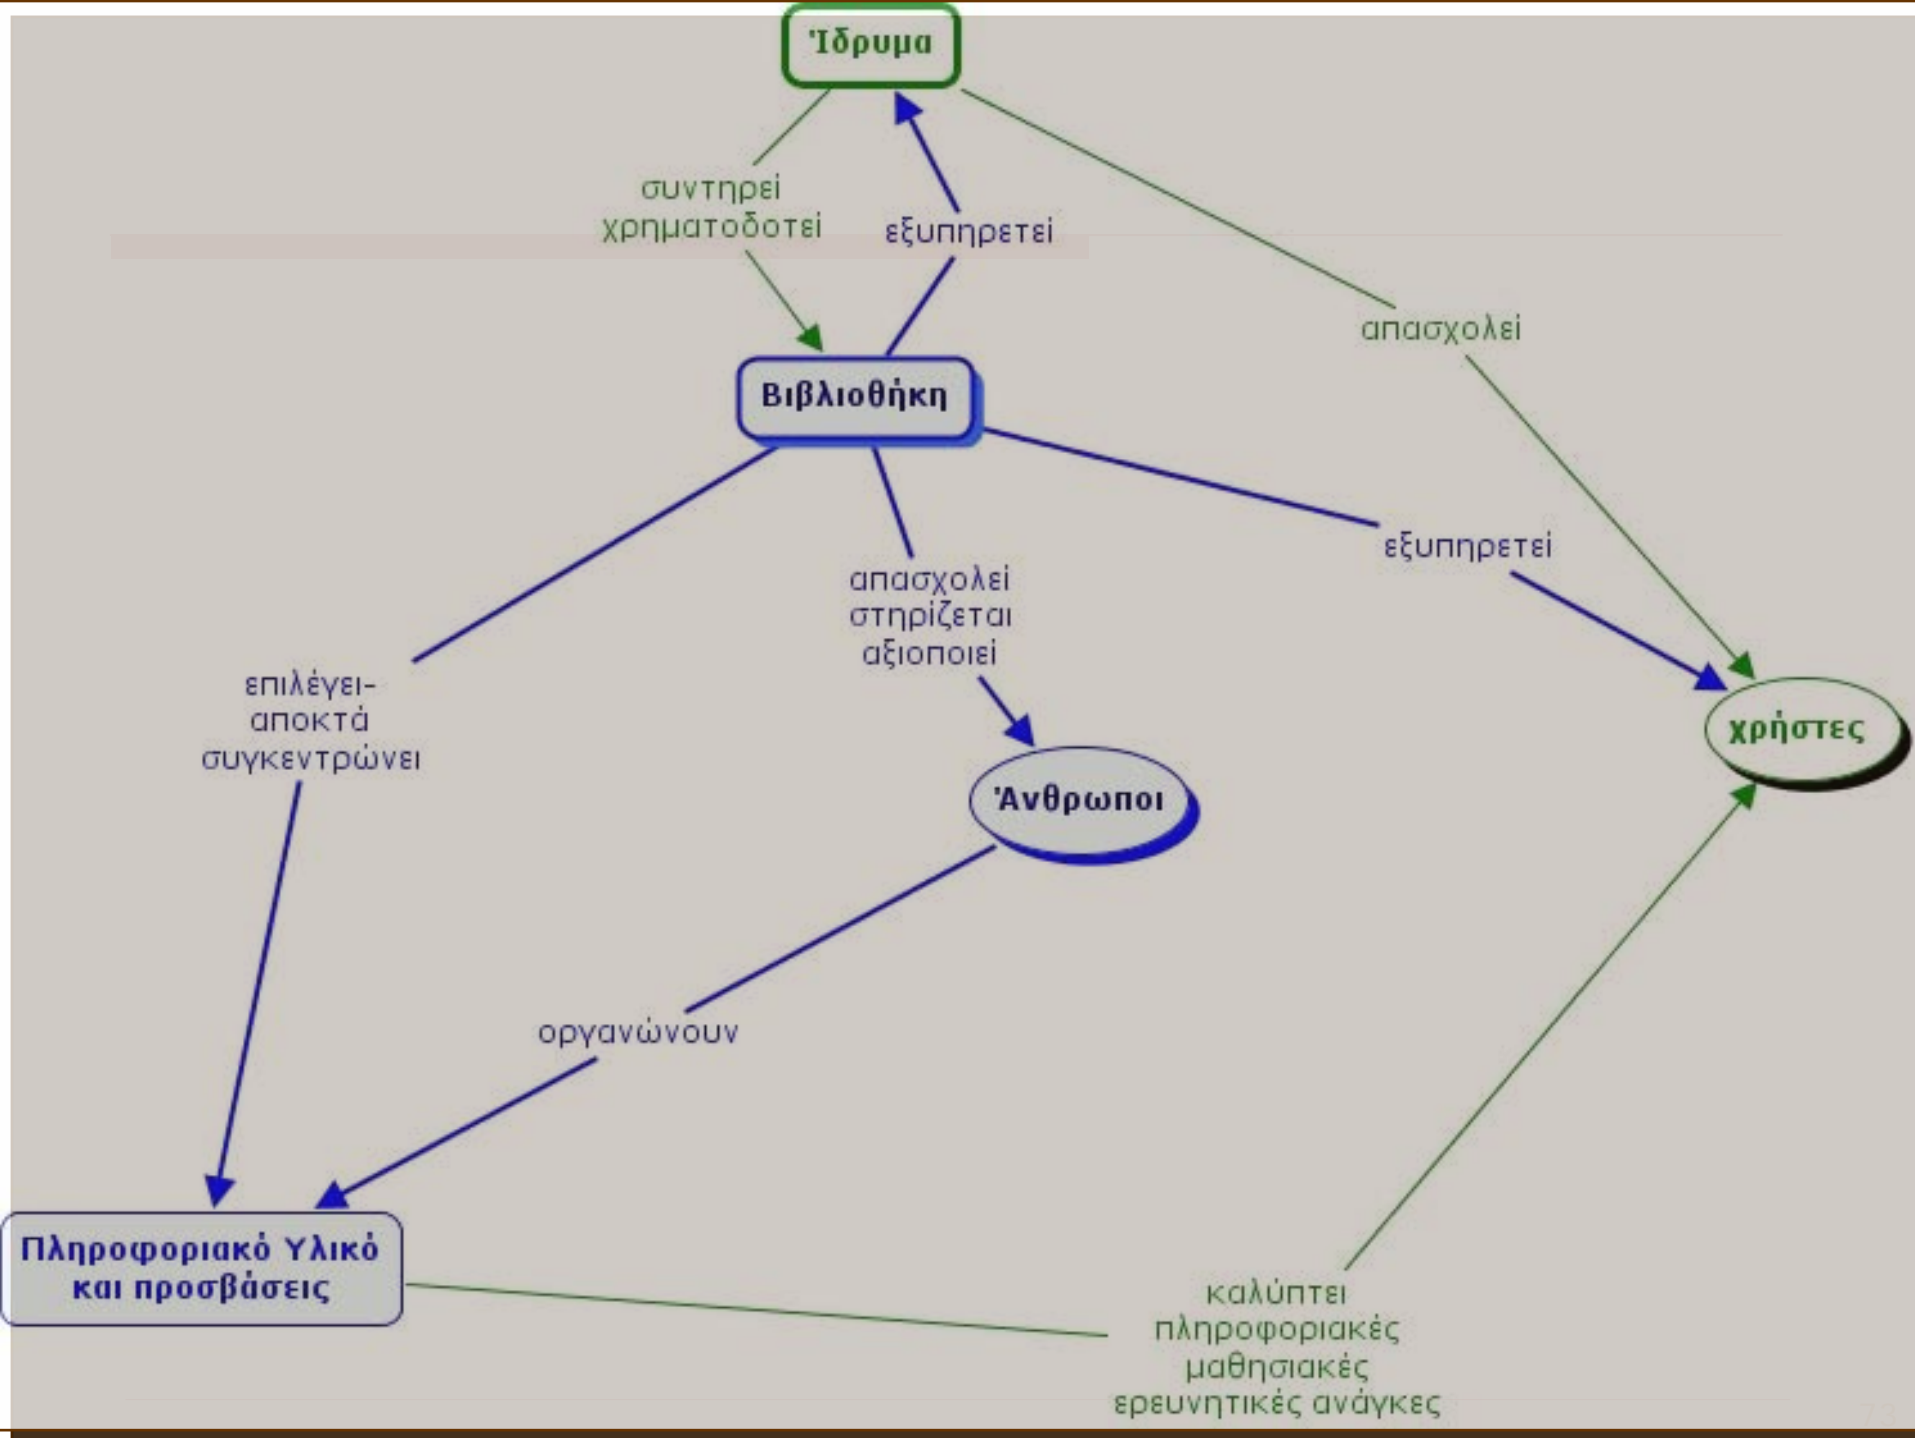 Ίδρυμα
συντηρεί
χρηματοδοτεί
εξυπηρετεί
απασχολεί
Βιβλιοθήκη
εξυπηρετεί
απασχολεί
στηρίζεται
αξιοποιεί
επιλέγει-
αποκτά
συγκεντρώνει
χρήστες
Άνθρωποι
οργανώνουν
Πληροφοριακό Υλικό
και προσβάσεις
καλύπτει
πληροφοριακές
μαθησιακές
ερευνητικές ανάγκες